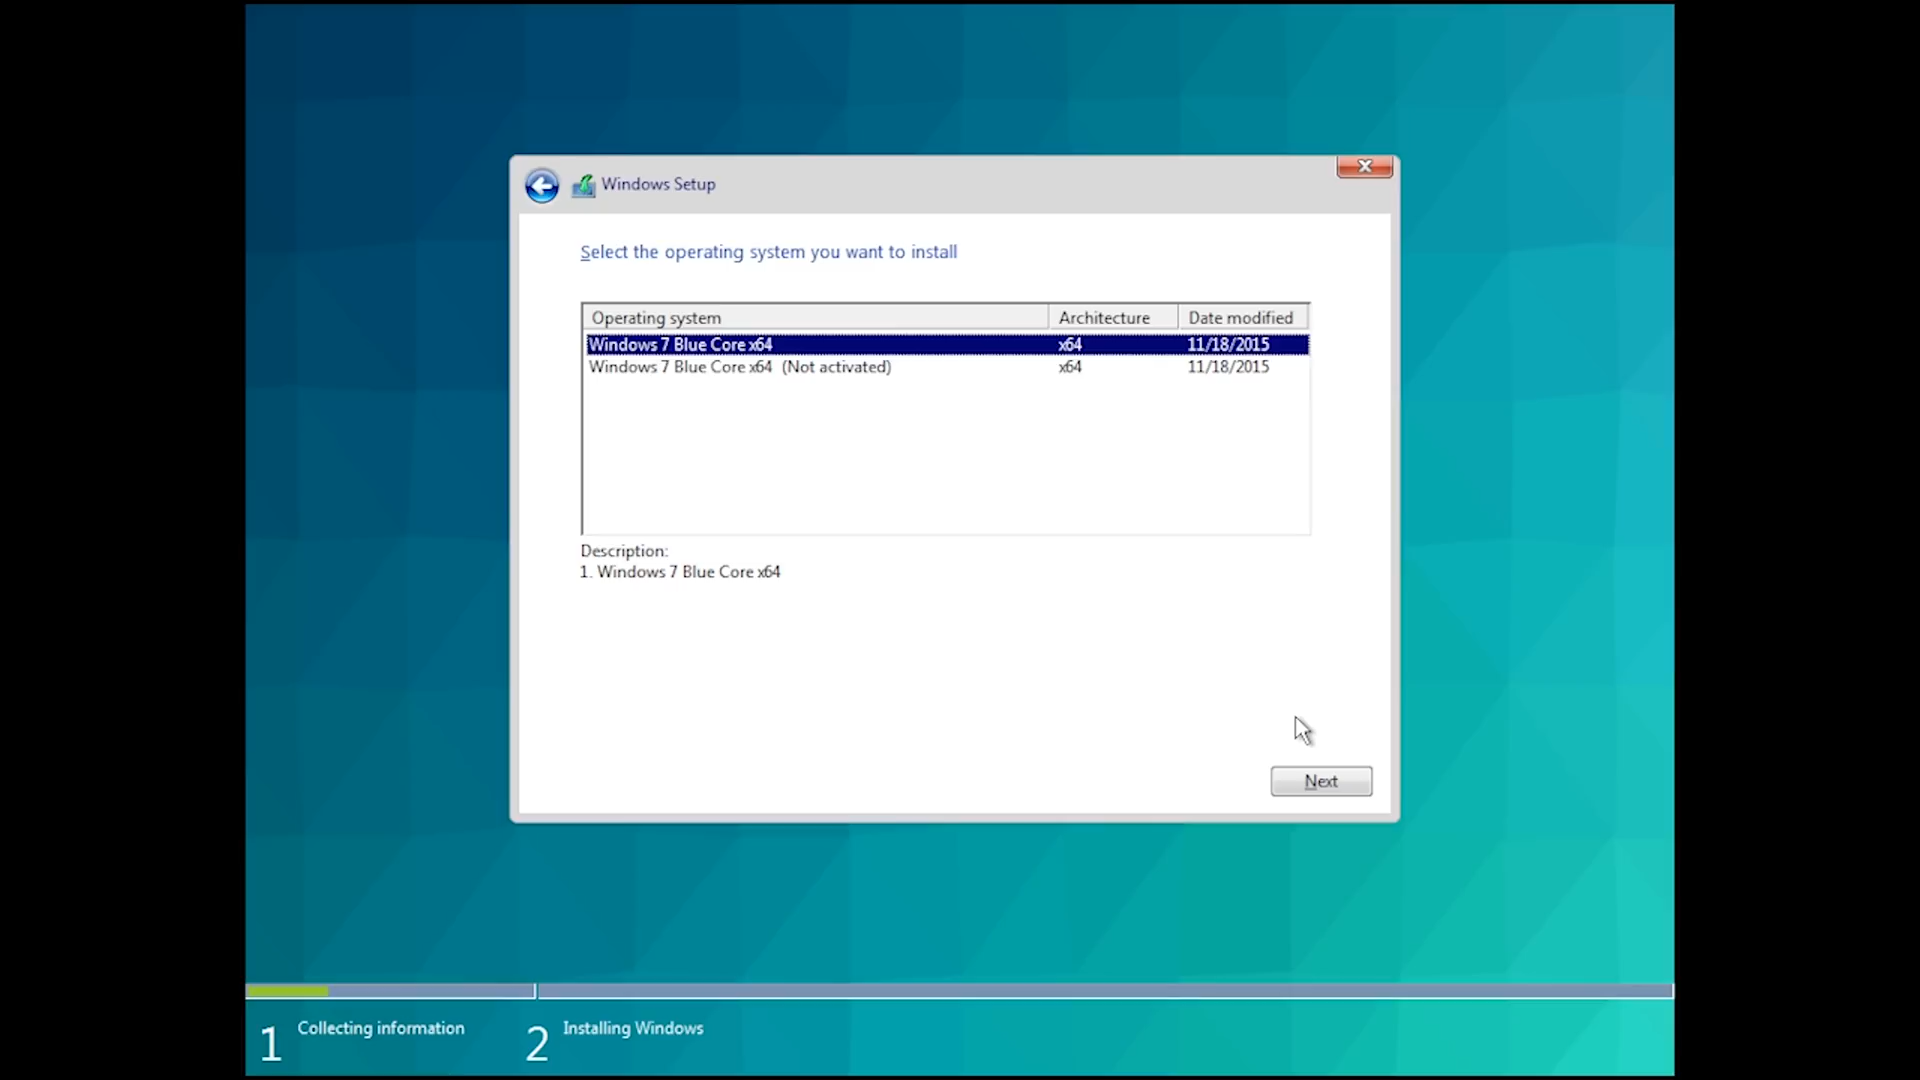 Windows Setup
Select the operating system you want to install
Operating system Architecture Date modified
Windows 7 Blue Core x64 x64 11/18/2015
Windows 7 Blue Core x64 (Not activated) x64 11/18/2015
Description:
1. Windows 7 Blue Core x64
Next
1 Collecting information 2 Installing Windows